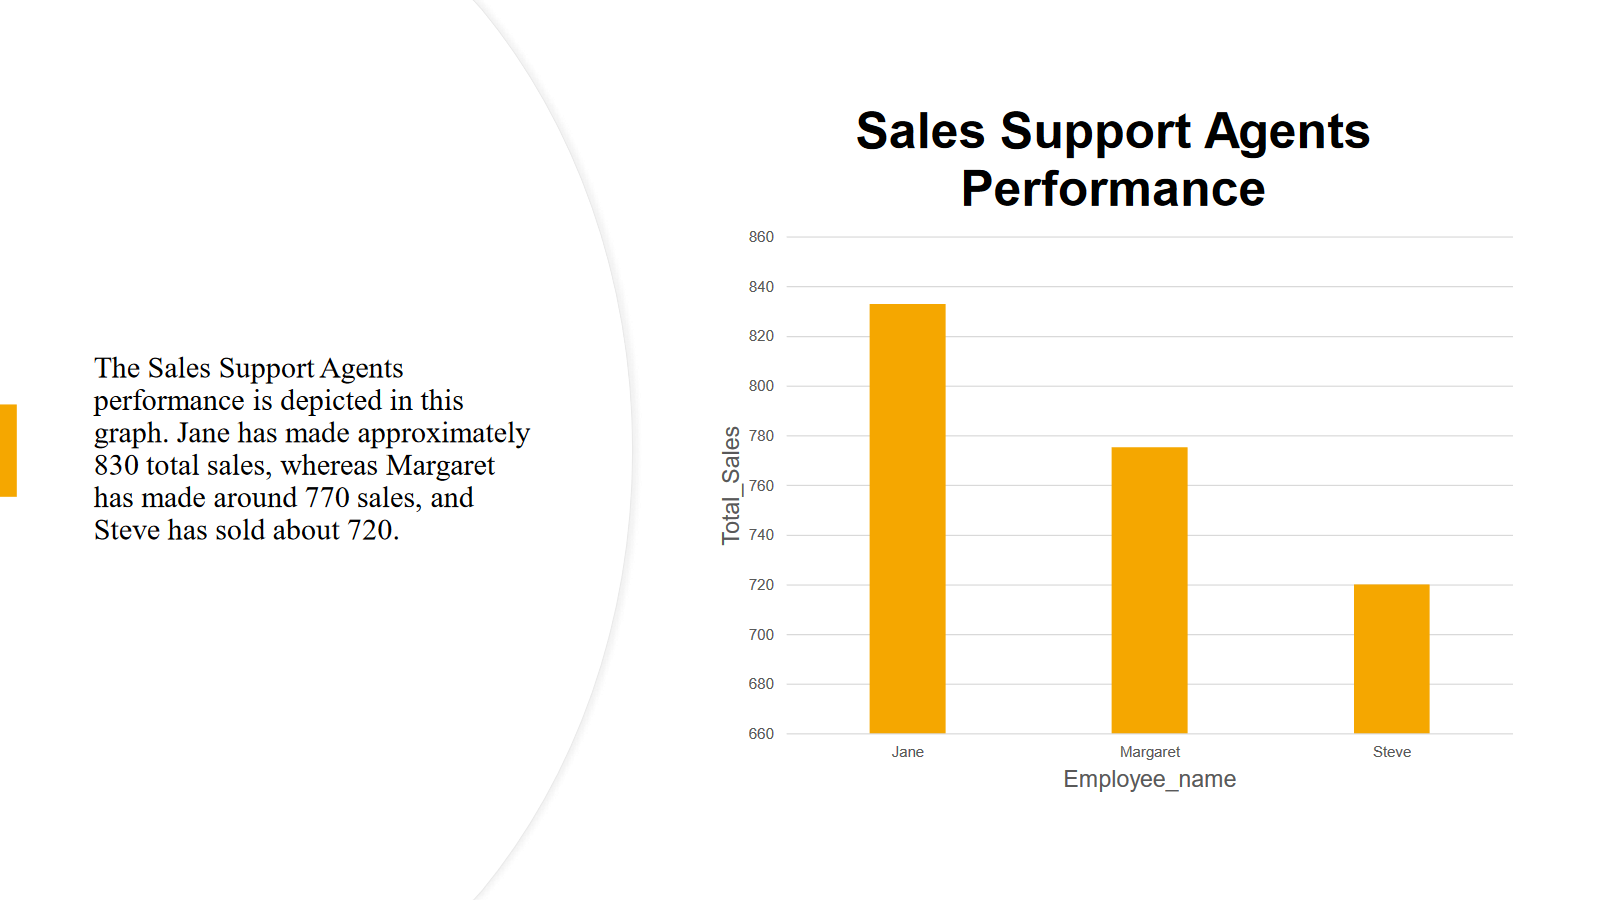 The Sales Support Agents
performance is depicted in this
graph. Jane has made approximately
830 total sales, whereas Margaret
has made around 770 sales, and
Steve has sold about 720.
Sales Support Agents
Performance
860
840
820
800
780
760
740
720
700
680
660
Total_Sales
Jane
Margaret
Steve
Employee_name